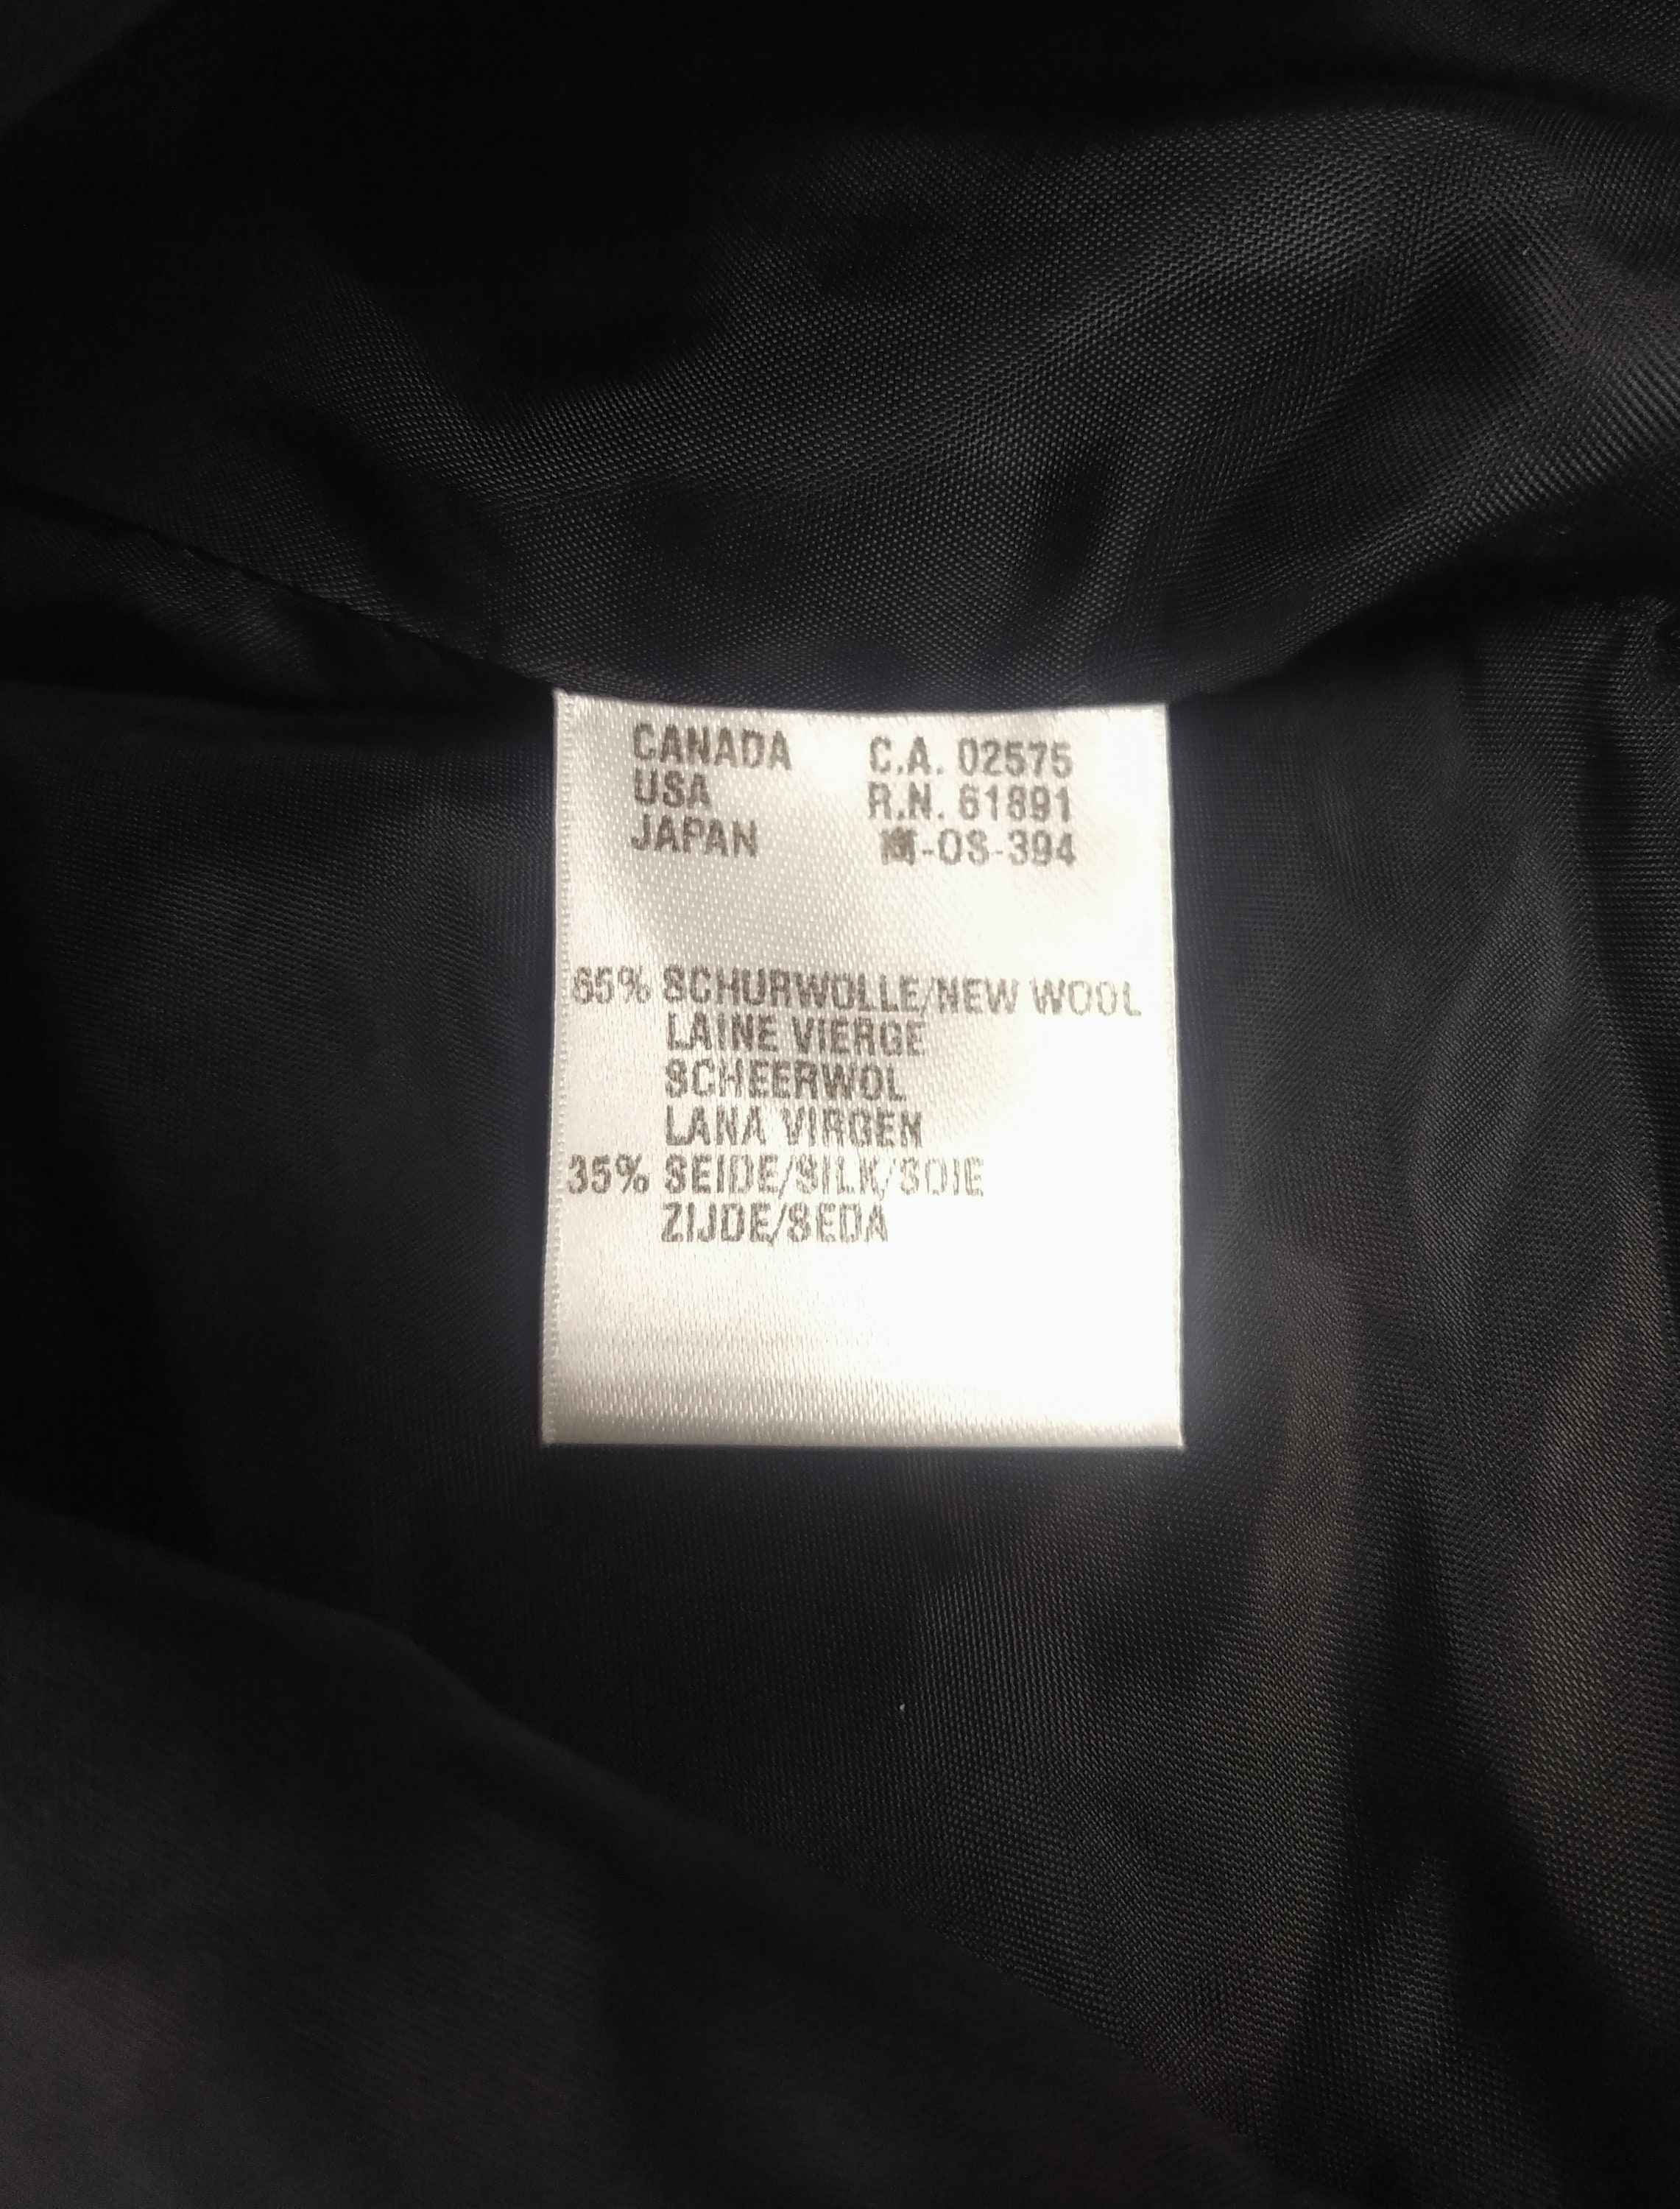 CANADA C.A. 02575
USA R.N. 61891
JAPAN -OS-394
65% SCHURWOLLE/NEW WOOL
LAINE VIERGE
SCHEERWOL
LANA VIRGEN
35% SEIDE/SILK/SOIE
ZIJDE/SEDA